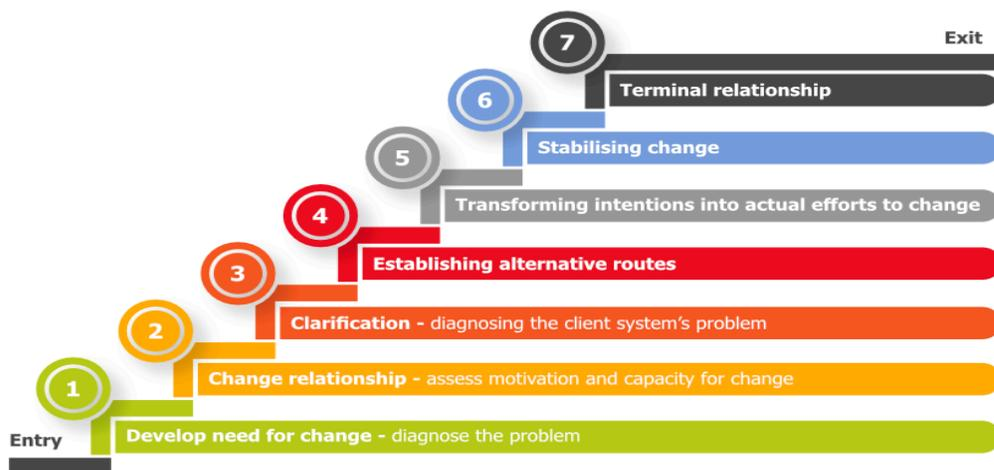 7
Exit
Terminal relationship
6
Stabilising change
5
Transforming intentions into actual efforts to change
4
Establishing alternative routes
3
Clarification - diagnosing the client system's problem
2
Change relationship - assess motivation and capacity for change
1
Entry
Develop need for change - diagnose the problem